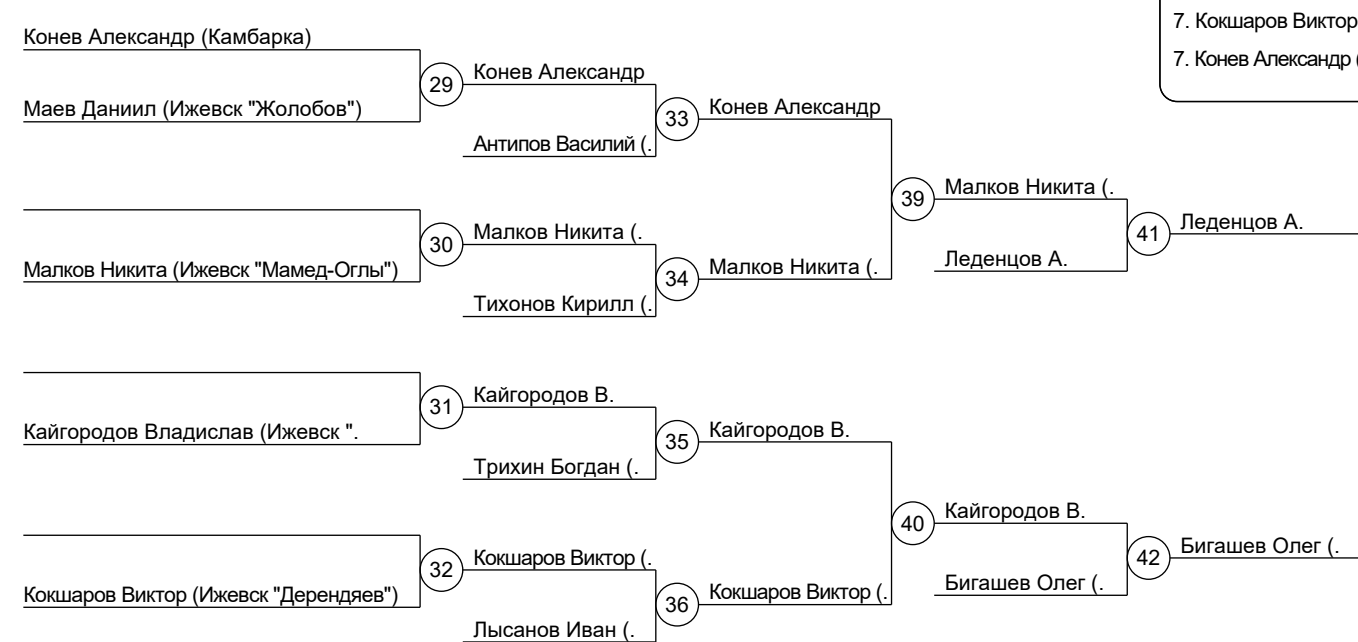 7. Кокшаров Виктор
7. Конев Александр (
Конев Александр (Камбарка)
29
Конев Александр
Маев Даниил (Ижевск "Жолобов")
33
Конев Александр
Антипов Василий (.
39
Малков Никита (.
30
Малков Никита (.
41
Леденцов А.
Малков Никита (Ижевск "Мамед-Оглы")
34
Малков Никита (.
Леденцов А.
Тихонов Кирилл (.
31
Кайгородов В.
Кайгородов Владислав (Ижевск ".
35
Кайгородов В.
Трихин Богдан (.
40
Кайгородов В.
32
Кокшаров Виктор (.
42
Бигашев Олег (.
Кокшаров Виктор (Ижевск "Дерендяев")
36
Кокшаров Виктор (.
Бигашев Олег (.
Лысанов Иван (.